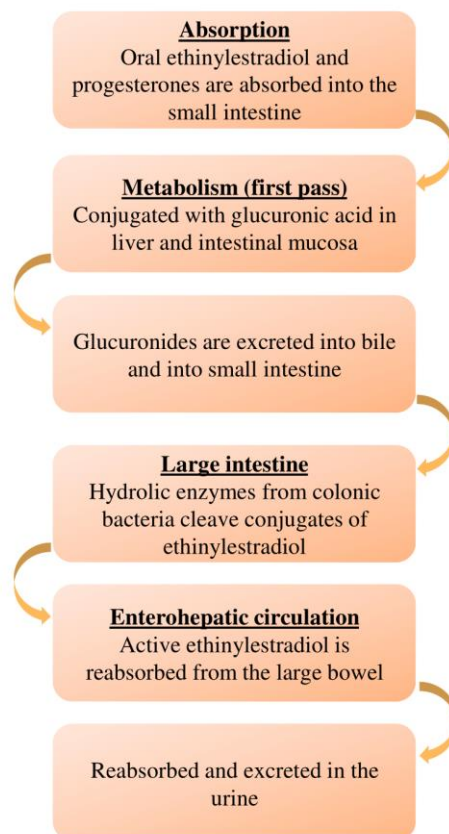 Absorption
Oral ethinylestradiol and
progesterones are absorbed into the
small intestine
Metabolism (first pass)
Conjugated with glucuronic acid in
liver and intestinal mucosa
Glucuronides are excreted into bile
and into small intestine
Large intestine
Hydrolic enzymes from colonic
bacteria cleave conjugates of
ethinylestradiol
Enterohepatic circulation
Active ethinylestradiol is
reabsorbed from the large bowel
Reabsorbed and excreted in the
urine